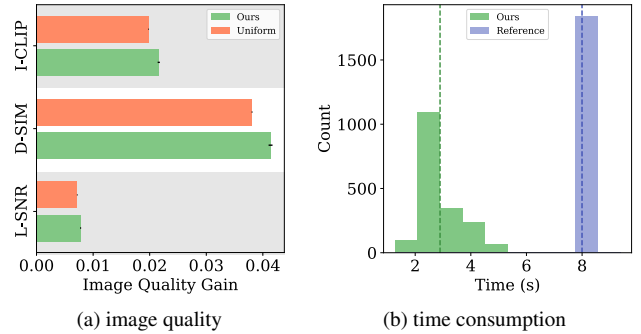 I-CLIP
D-SIM
L-SNR
Ours
Uniform
0.00 0.01 0.02 0.03 0.04
Image Quality Gain
(a) image quality
Count
1500
1000
500
0
Ours
Reference
2 4 6 8
Time (s)
(b) time consumption